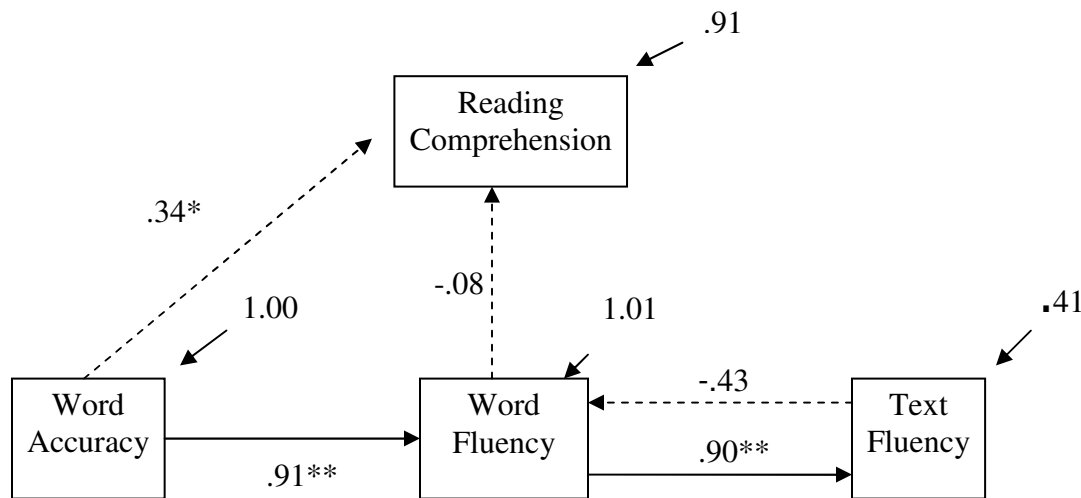 .91
Reading
Comprehension
.34*
-.08
1.00
1.01
.41
-.43
Word
Accuracy
Word
Fluency
Text
Fluency
.91**
.90**